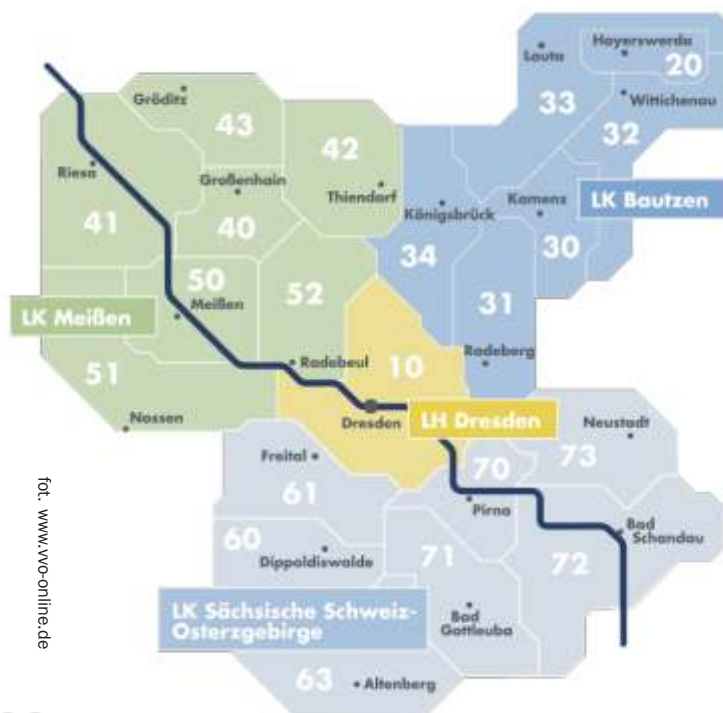 Hoyerswerda
Lauta
20
Gröditz
33
Wittichenau
43
42
32
Riesa
Großenhain
Thiendorf
Königsbrück
Kamenz
LK Bautzen
41
40
34
30
50
52
31
LK Meißen
Meißen
51
Radebeul
10
Radeberg
Nossen
Dresden
LH Dresden
Neustadt
Freital
70
73
61
Pirna
60
Dippoldiswalde
71
72
Bad
Schandau
LK Sächsische Schweiz-
Osterzgebirge
Bad
Gottleuba
63
Altenberg
fot. www.vvo-online.de